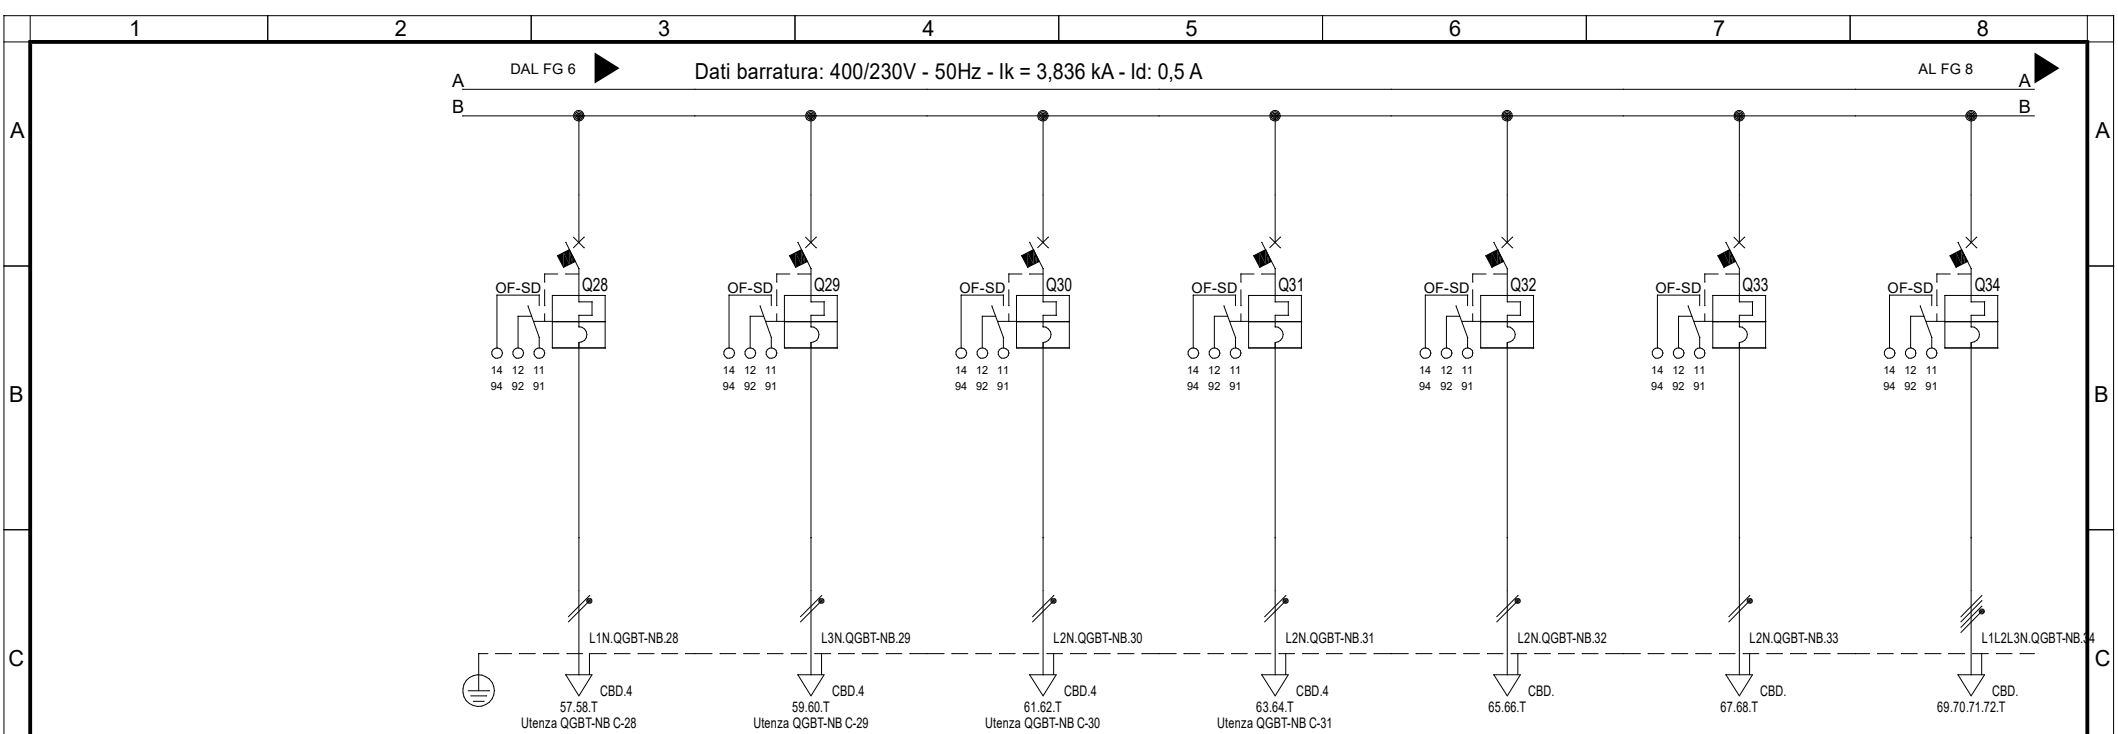 1 2 3 4 5 6 7 8
DAL FG 6 Dati barratura: 400/230V - 50Hz - Ik = 3,836 kA - Id: 0,5 A AL FG 8
A A
B B
A A
OF-SD Q28 OF-SD Q29 OF-SD Q30 OF-SD Q31 OF-SD Q32 OF-SD Q33 OF-SD Q34
14 12 11 14 12 11 14 12 11 14 12 11 14 12 11 14 12 11 14 12 11
94 92 91 94 92 91 94 92 91 94 92 91 94 92 91 94 92 91 94 92 91
B B
L1N.QGBT-NB.28 L3N.QGBT-NB.29 L2N.QGBT-NB.30 L2N.QGBT-NB.31 L2N.QGBT-NB.32 L2N.QGBT-NB.33 L1L2L3N.QGBT-NB.34
C C
CBD.4 CBD.4 CBD.4 CBD.4 CBD. CBD. CBD.
57.58.T 59.60.T 61.62.T 63.64.T 65.66.T 67.68.T 69.70.71.72.T
Utenza QGBT-NB C-28 Utenza QGBT-NB C-29 Utenza QGBT-NB C-30 Utenza QGBT-NB C-31